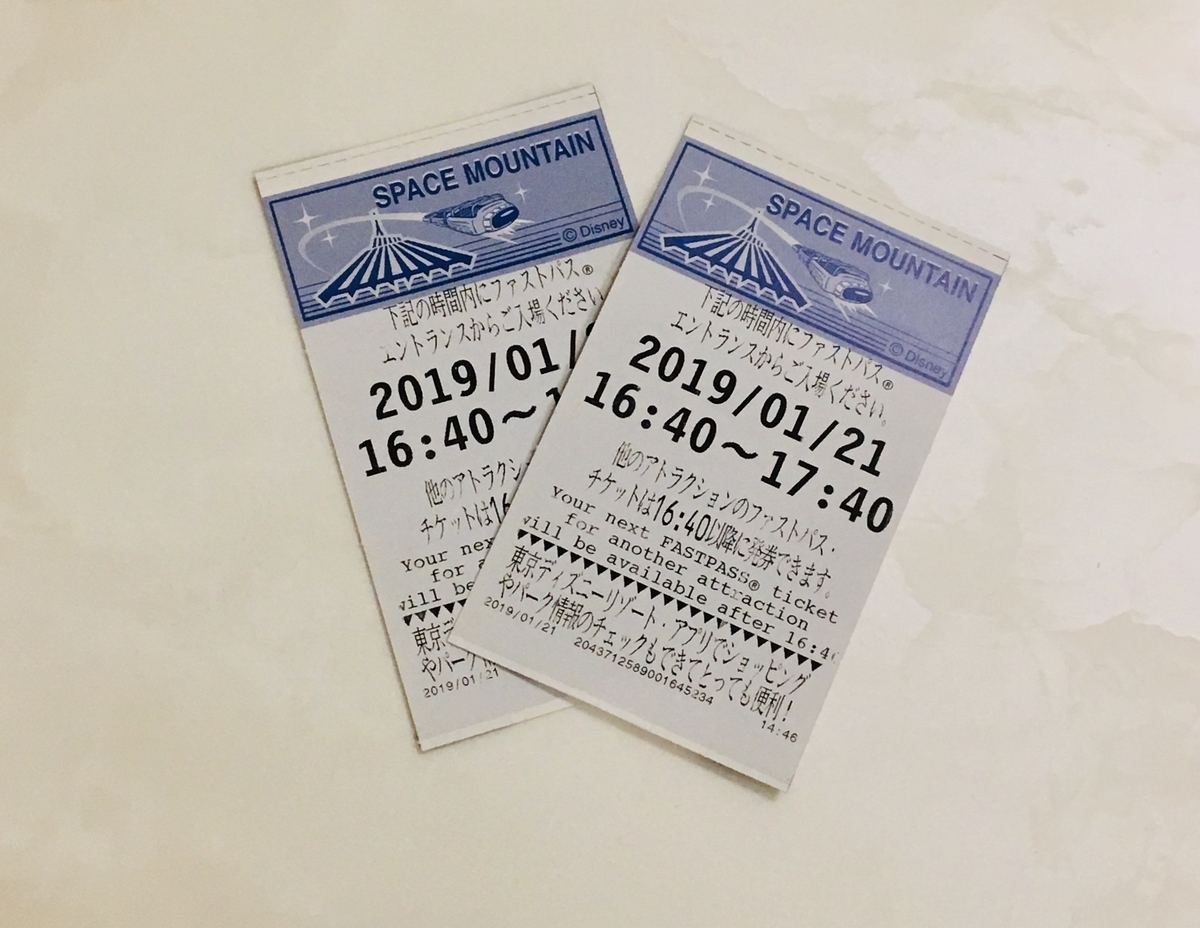 SPACE MOUNTAIN
© Disney
下記の時間内にファストパス®
エントランスからご入場ください
2019/01/
16:40～1
他のアトラクション
チケットは16
Your nex
for a
will be
▼▼▼▼▼▼
東京デ
やパーク
2019/01/21
SPACE MOUNTAIN
© Disney
下記の時間内にファストパス®
エントランスからご入場ください。
2019/01/21
16:40～17:40
他のアトラクションのファストパス・
チケットは16:40以降に発券できます。
Your next FASTPASS® ticket
for another attraction
will be available after 16:4
▼▼▼▼▼▼▼▼▼▼▼▼▼▼▼▼▼▼▼▼▼▼▼▼
東京ディズニーリゾート・アプリでショッピング
やパーク情報のチェックもできてとっても便利！
2019/01/21 2043712589001645234 14:46